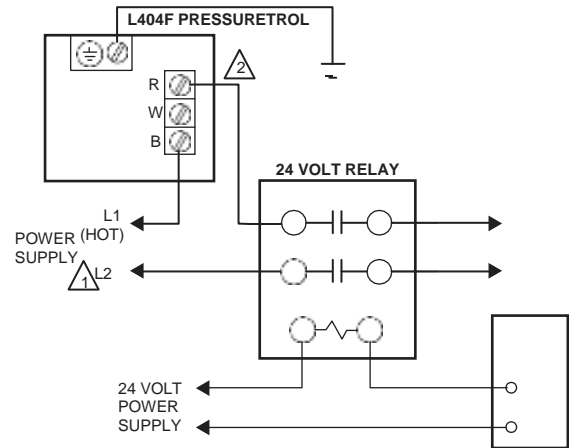 L404F PRESSURETROL
R
2
W
B
24 VOLT RELAY
L1
(HOT)
POWER
SUPPLY
1
L2
24 VOLT
POWER
SUPPLY